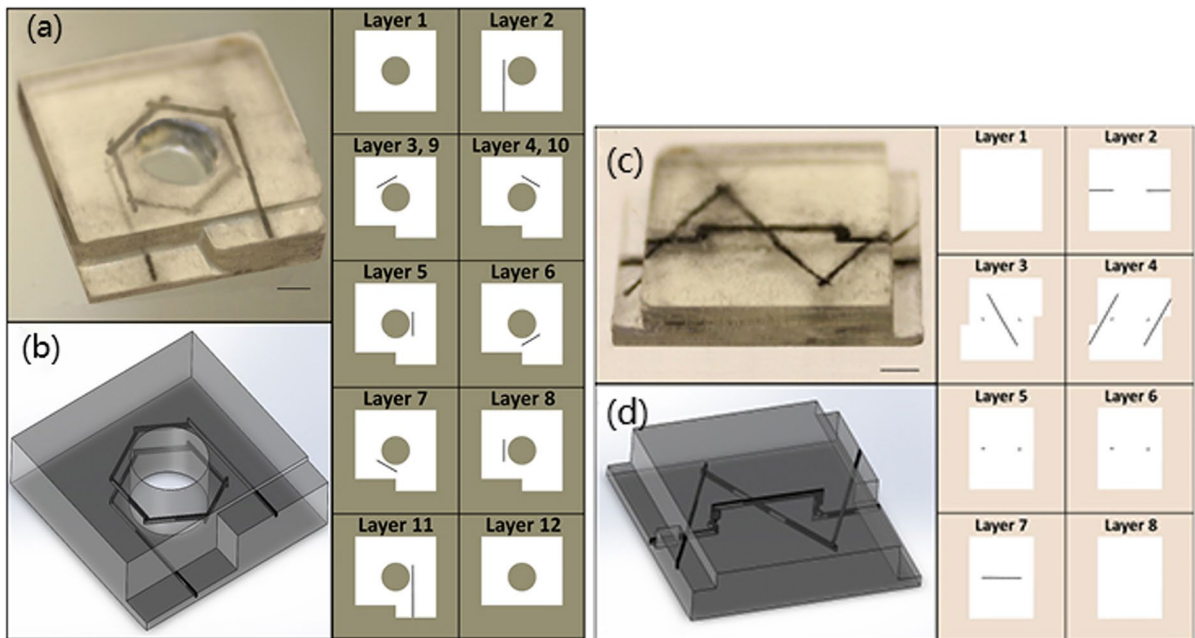 (a)
Layer 1
Layer 2
Layer 3, 9
Layer 4, 10
Layer 5
Layer 6
(b)
Layer 7
Layer 8
Layer 11
Layer 12
(c)
Layer 1
Layer 2
Layer 3
Layer 4
(d)
Layer 5
Layer 6
Layer 7
Layer 8